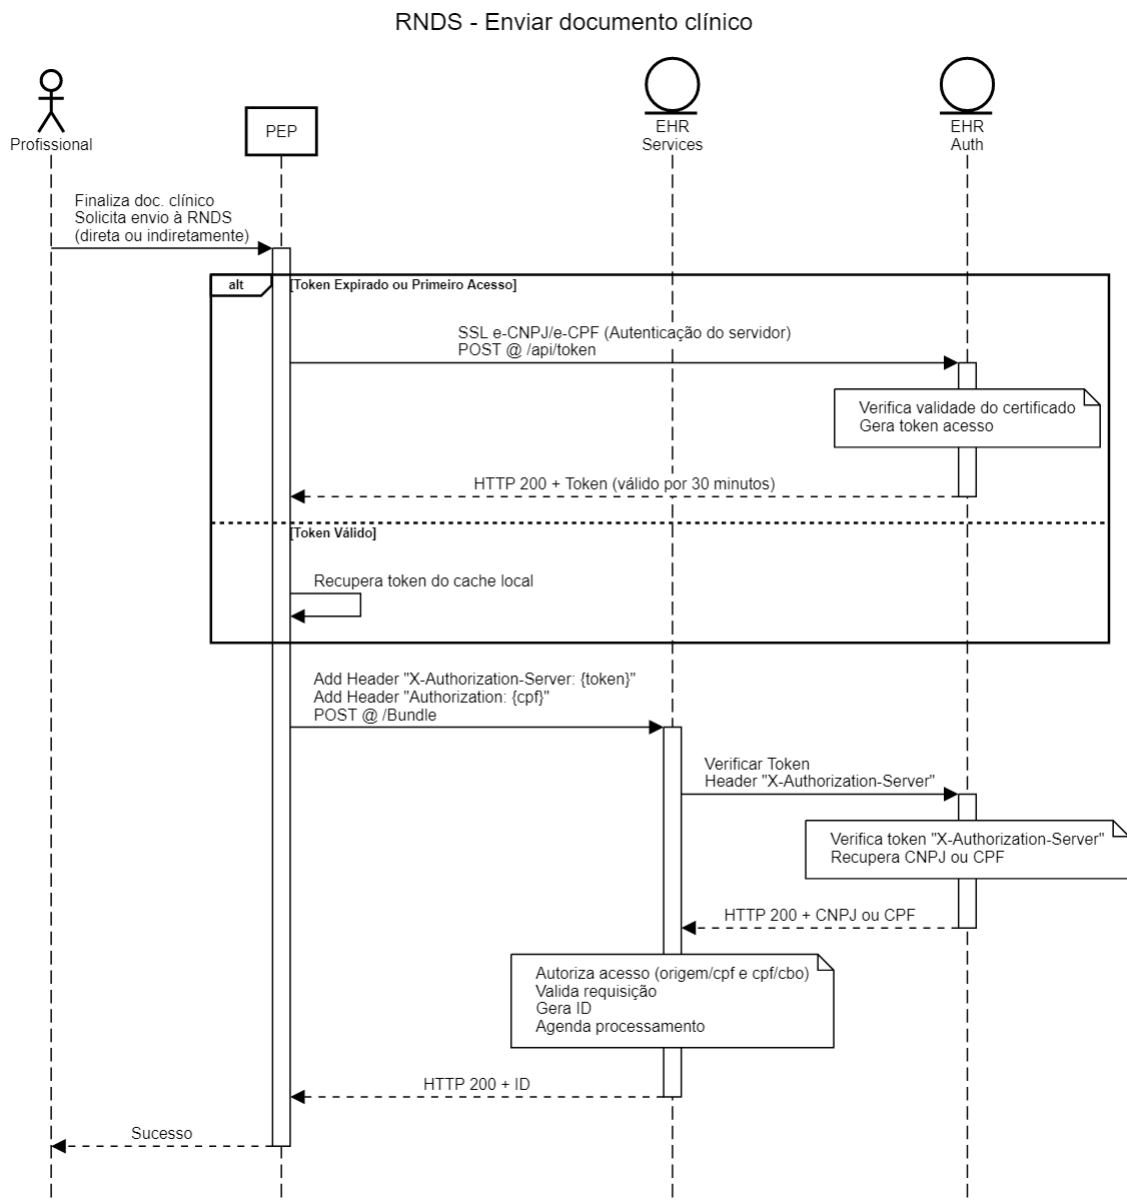 RNDS - Enviar documento clínico
Profissional
PEP
EHR
Services
EHR
Auth
Finaliza doc. clínico
Solicita envio à RNDS
(direta ou indiretamente)
alt
[Token Expirado ou Primeiro Acesso]
SSL e-CNPJ/e-CPF (Autenticação do servidor)
POST @ /api/token
Verifica validade do certificado
Gera token acesso
HTTP 200 + Token (válido por 30 minutos)
[Token Válido]
Recupera token do cache local
Add Header "X-Authorization-Server: {token}"
Add Header "Authorization: {cpf}"
POST @ /Bundle
Verificar Token
Header "X-Authorization-Server"
Verifica token "X-Authorization-Server"
Recupera CNPJ ou CPF
HTTP 200 + CNPJ ou CPF
Autoriza acesso (origem/cpf e cpf/cbo)
Valida requisição
Gera ID
Agenda processamento
HTTP 200 + ID
Sucesso